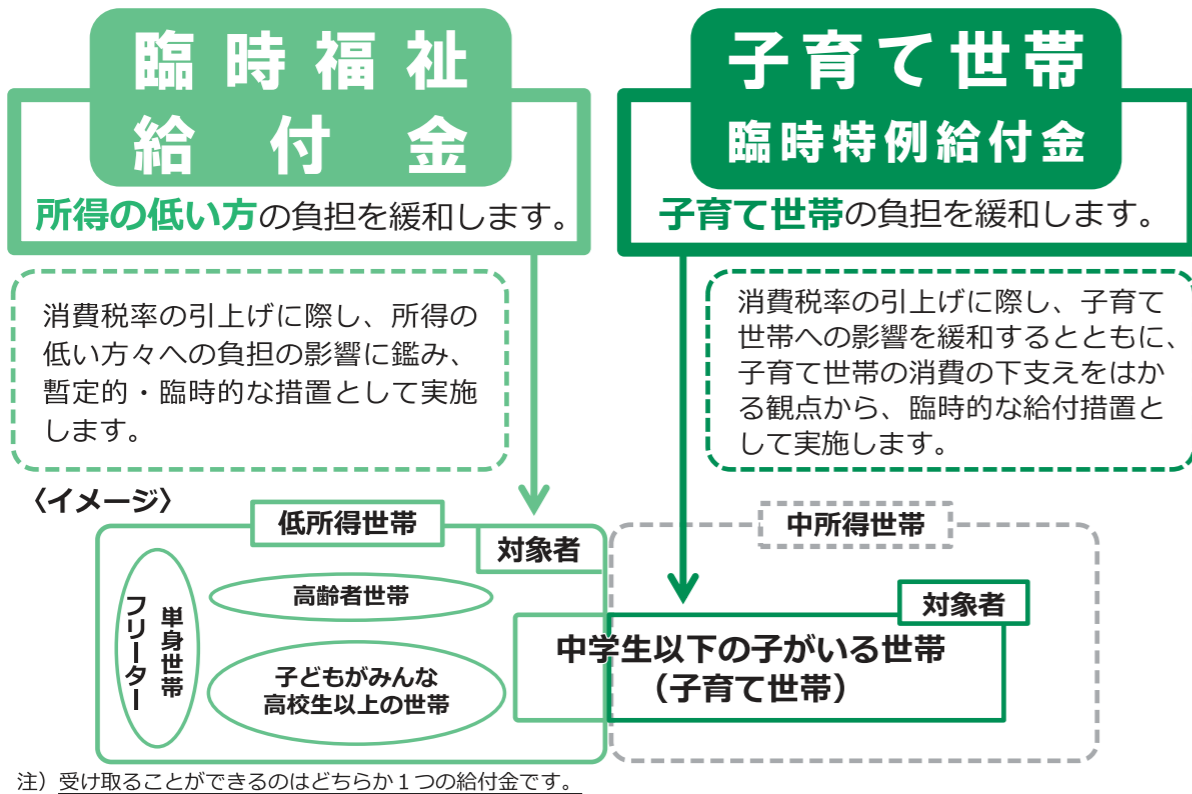 臨時福祉
給付金
所得の低い方の負担を緩和します。
消費税率の引上げに際し、所得の
低い方々への負担の影響に鑑み、
暫定的・臨時的な措置として実施
します。
子育て世帯
臨時特例給付金
子育て世帯の負担を緩和します。
消費税率の引上げに際し、子育て
世帯への影響を緩和するとともに、
子育て世帯の消費の下支えをはか
る観点から、臨時的な給付措置と
して実施します。
〈イメージ〉
低所得世帯
対象者
単身世帯
フリーター
高齢者世帯
子どもがみんな
高校生以上の世帯
中所得世帯
対象者
中学生以下の子がいる世帯
（子育て世帯）
注）受け取ることができるのはどちらか１つの給付金です。